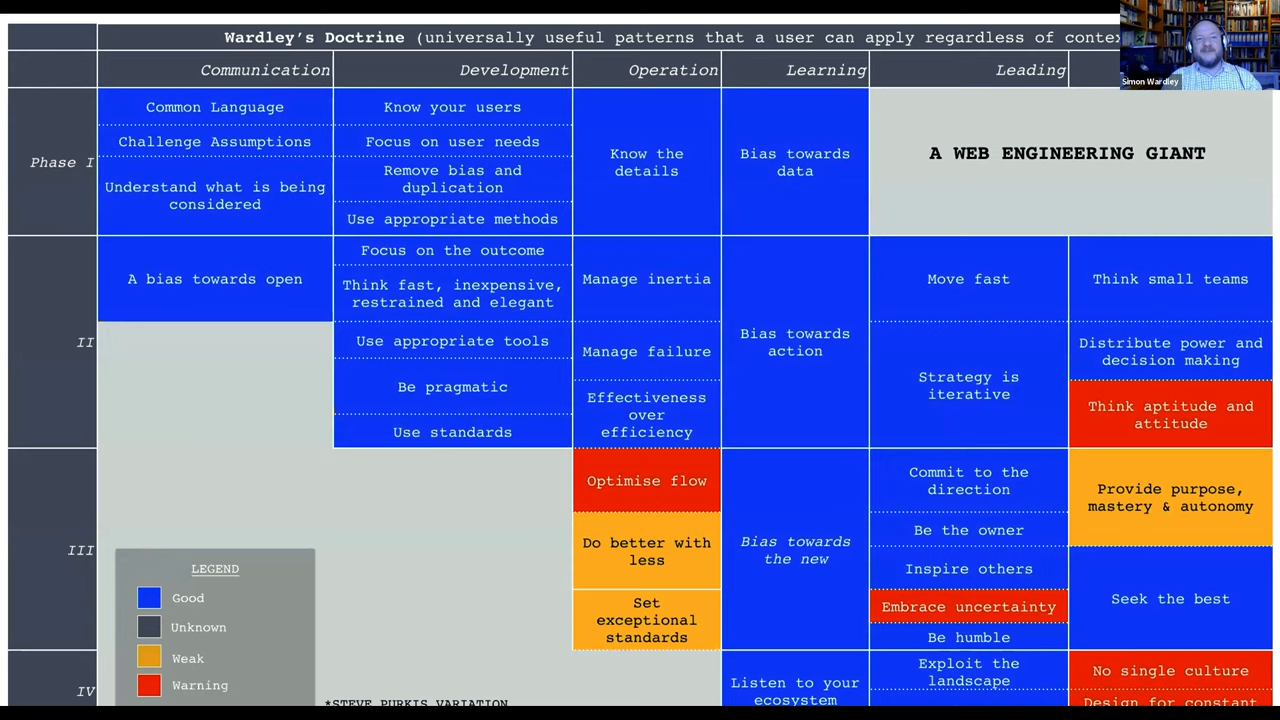 Wardley's Doctrine (universally useful patterns that a user can apply regardless of
Simon Wardley
Communication
Development
Operation
Learning
Leading
Phase I
Common Language
Challenge Assumptions
Understand what is being
considered
Know your users
Focus on user needs
Remove bias and
duplication
Use appropriate methods
Know the
details
Bias towards
data
A WEB ENGINEERING GIANT
II
A bias towards open
Focus on the outcome
Think fast, inexpensive,
restrained and elegant
Use appropriate tools
Be pragmatic
Use standards
Manage inertia
Manage failure
Effectiveness
over
efficiency
Bias towards
action
Move fast
Strategy is
iterative
Think small teams
Distribute power and
decision making
Think aptitude and
attitude
III
Optimise flow
Do better with
less
Set
exceptional
standards
Bias towards
the new
Commit to the
direction
Be the owner
Inspire others
Embrace uncertainty
Be humble
Provide purpose,
mastery & autonomy
Seek the best
IV
Listen to your
ecosystem
Exploit the
landscape
No single culture
Design for constant
LEGEND
Good
Unknown
Weak
Warning
*STEVE PURKIS VARIATION